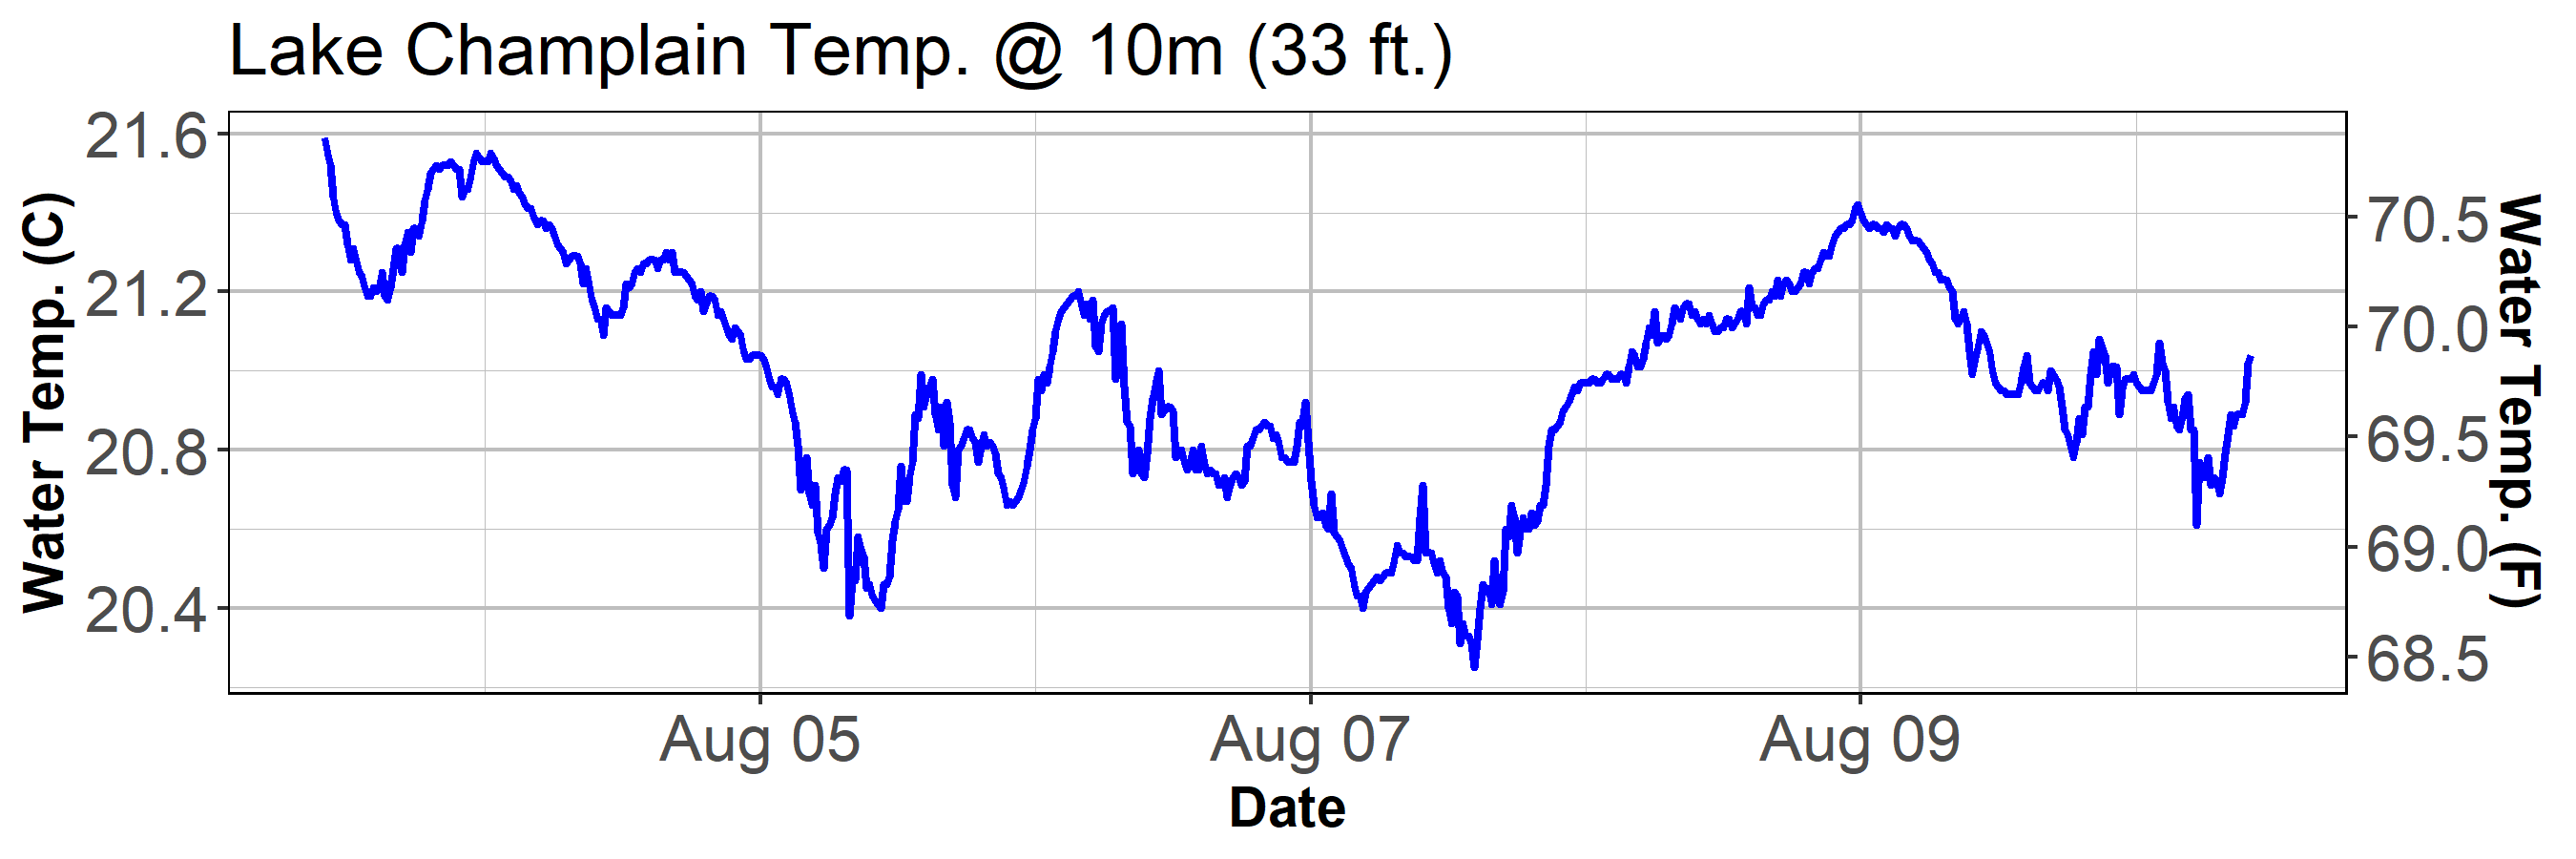 Lake Champlain Temp. @ 10m (33 ft.)
Water Temp. (C)
21.6
21.2
20.8
20.4
70.5
70.0
69.5
69.0
68.5
Water Temp. (F)
Aug 05
Aug 07
Aug 09
Date